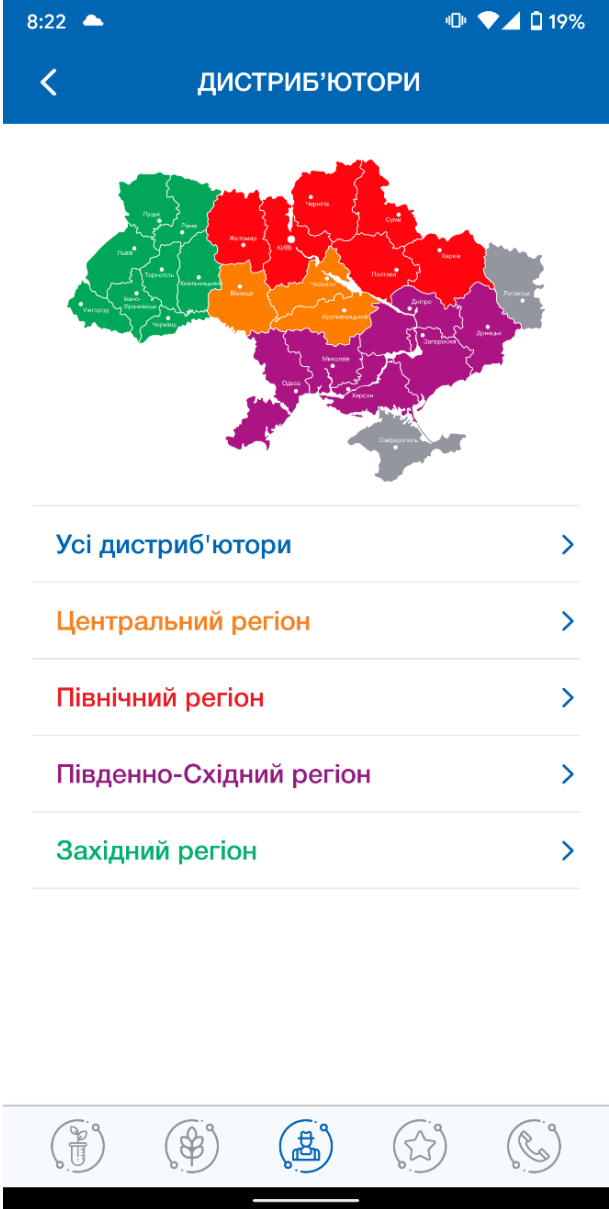 8:22
19%
ДИСТРИБ'ЮТОРИ
Чернігів
Луцьк
Суми
Рівне
Житомир
КИЇВ
Харків
Львів
Тернопіль
Полтава
Хмельницький
Черкаси
Вінниця
Луганськ
Івано-
Франківськ
Дніпро
Ужгород
Кропивницький
Чернівці
Донецьк
Запоріжжя
Миколаїв
Одеса
Херсон
Сімферополь
Усі дистриб'ютори
Центральний регіон
Північний регіон
Південно-Східний регіон
Західний регіон